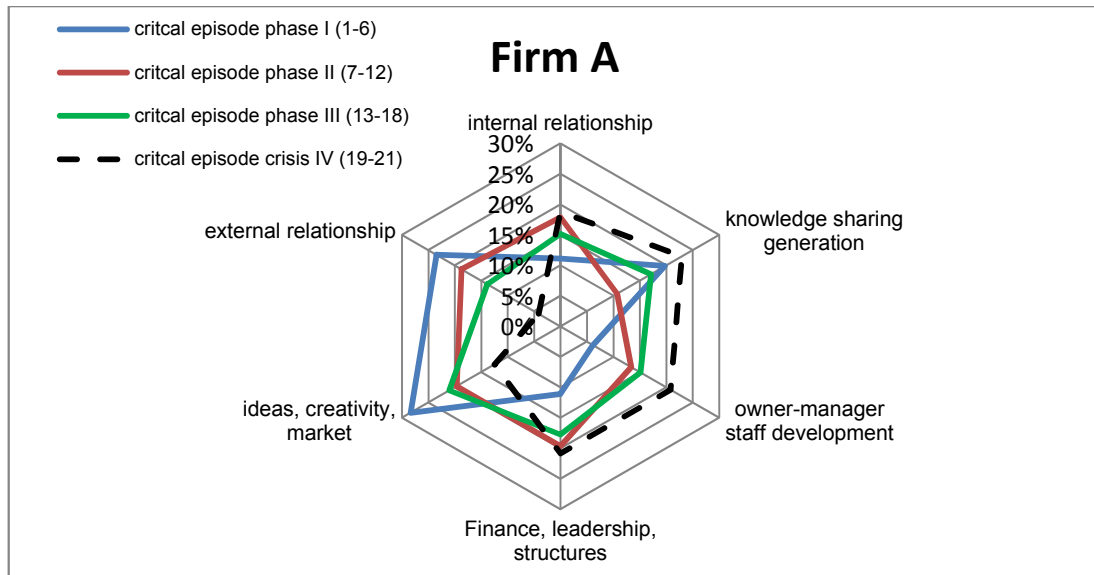 critcal episode phase I (1-6)
critcal episode phase II (7-12)
critcal episode phase III (13-18)
critcal episode crisis IV (19-21)
Firm A
internal relationship
30%
25%
20%
15%
10%
5%
0%
knowledge sharing
generation
owner-manager
staff development
Finance, leadership,
structures
ideas, creativity,
market
external relationship